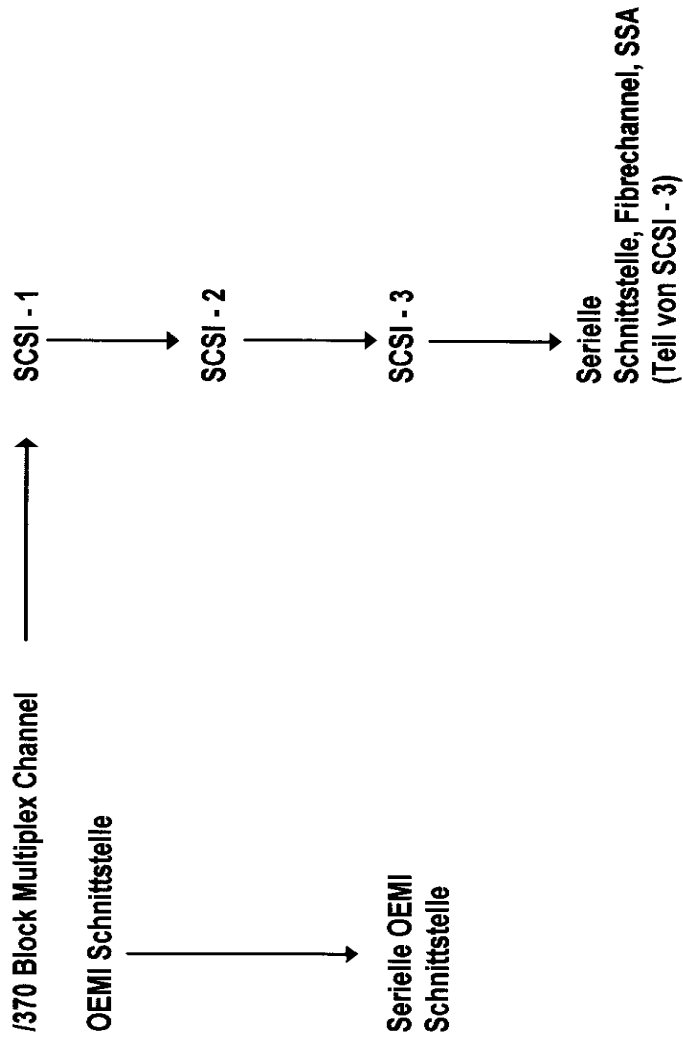 /370 Block Multiplex Channel
OEMI Schnittstelle
Serielle OEMI
Schnittstelle
SCSI - 1
SCSI - 2
SCSI - 3
Serielle
Schnittstelle, Fibrechannel, SSA
(Teil von SCSI - 3)